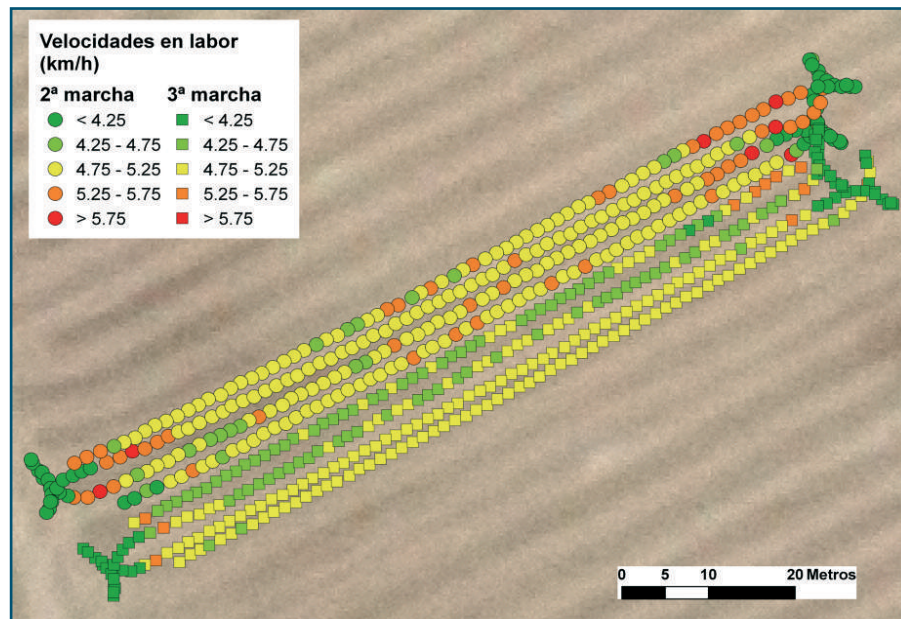 Velocidades en labor
(km/h)
2ª marcha 3ª marcha
< 4.25 < 4.25
4.25 - 4.75 4.25 - 4.75
4.75 - 5.25 4.75 - 5.25
5.25 - 5.75 5.25 - 5.75
> 5.75 > 5.75
0 5 10 20 Metros